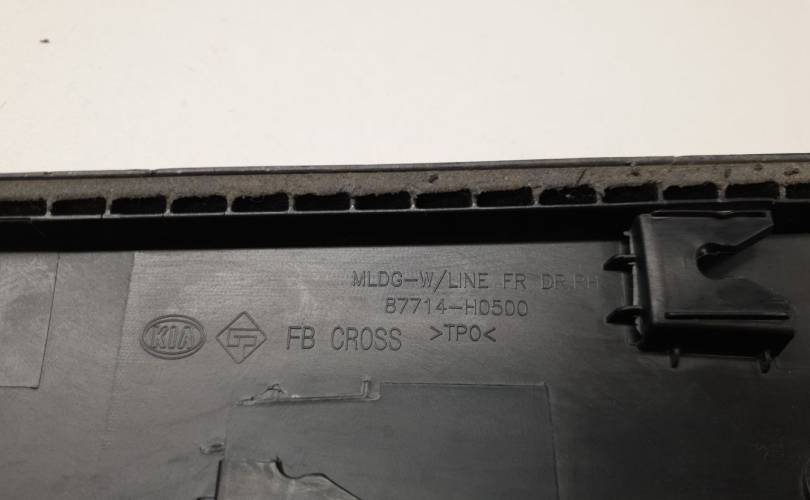 MLDG-W/LINE FR DR,RH
87714-H0500
KIA FB CROSS >TPO<